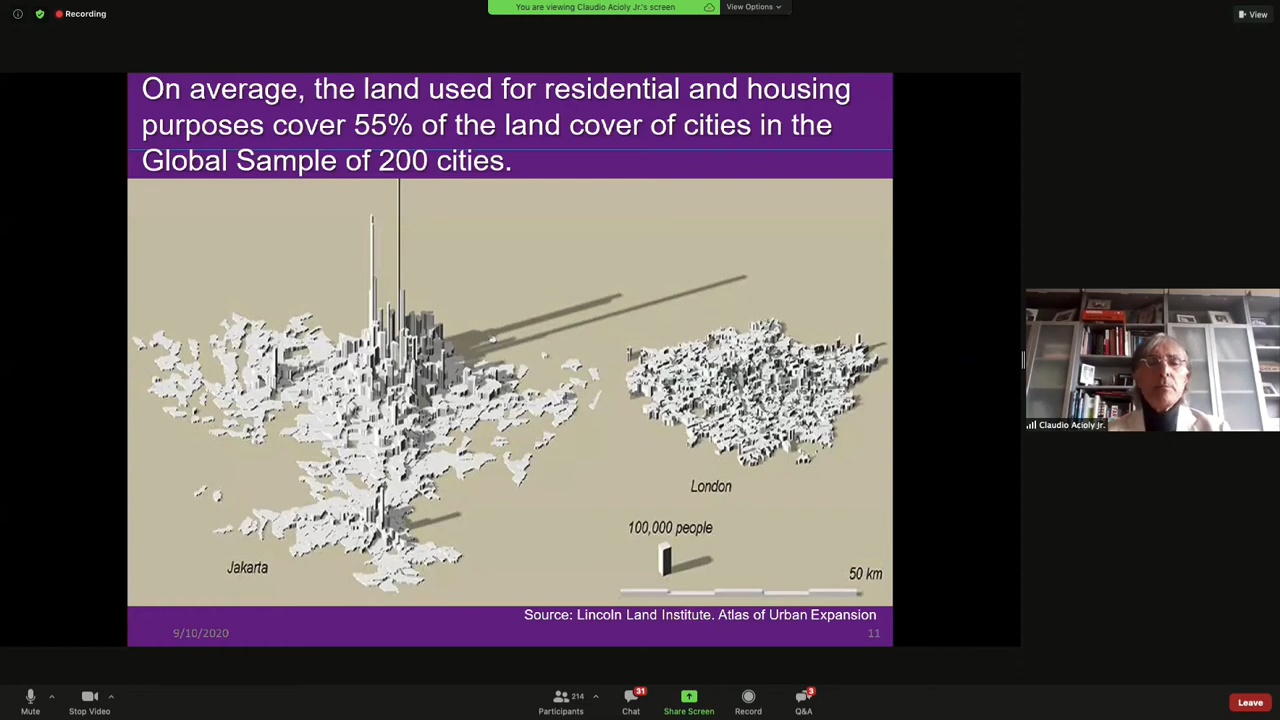 Recording
You are viewing Claudio Acioly Jr.'s screen
View Options
View
On average, the land used for residential and housing
purposes cover 55% of the land cover of cities in the
Global Sample of 200 cities.
London
100,000 people
Jakarta
50 km
Source: Lincoln Land Institute. Atlas of Urban Expansion
9/10/2020
11
Claudio Acioly Jr.
Mute
Stop Video
214
Participants
31
Chat
Share Screen
Record
3
Q&A
Leave